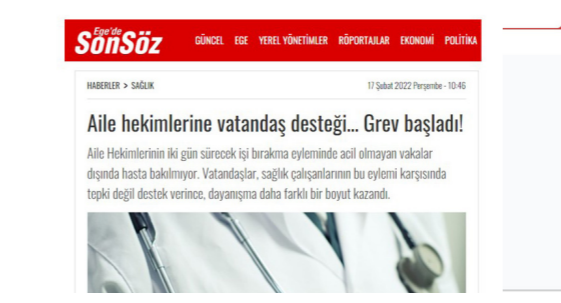 Ege'de
SonSöz
GÜNCEL EGE YEREL YÖNETİMLER RÖPORTAJLAR EKONOMİ POLİTİKA
HABERLER > SAĞLIK
17 Şubat 2022 Perşembe - 10:46
Aile hekimlerine vatandaş desteği... Grev başladı!
Aile Hekimlerinin iki gün sürecek işi bırakma eyleminde acil olmayan vakalar
dışında hasta bakılmıyor. Vatandaşlar, sağlık çalışanlarının bu eylemi karşısında
tepki değil destek verince, dayanışma daha farklı bir boyut kazandı.